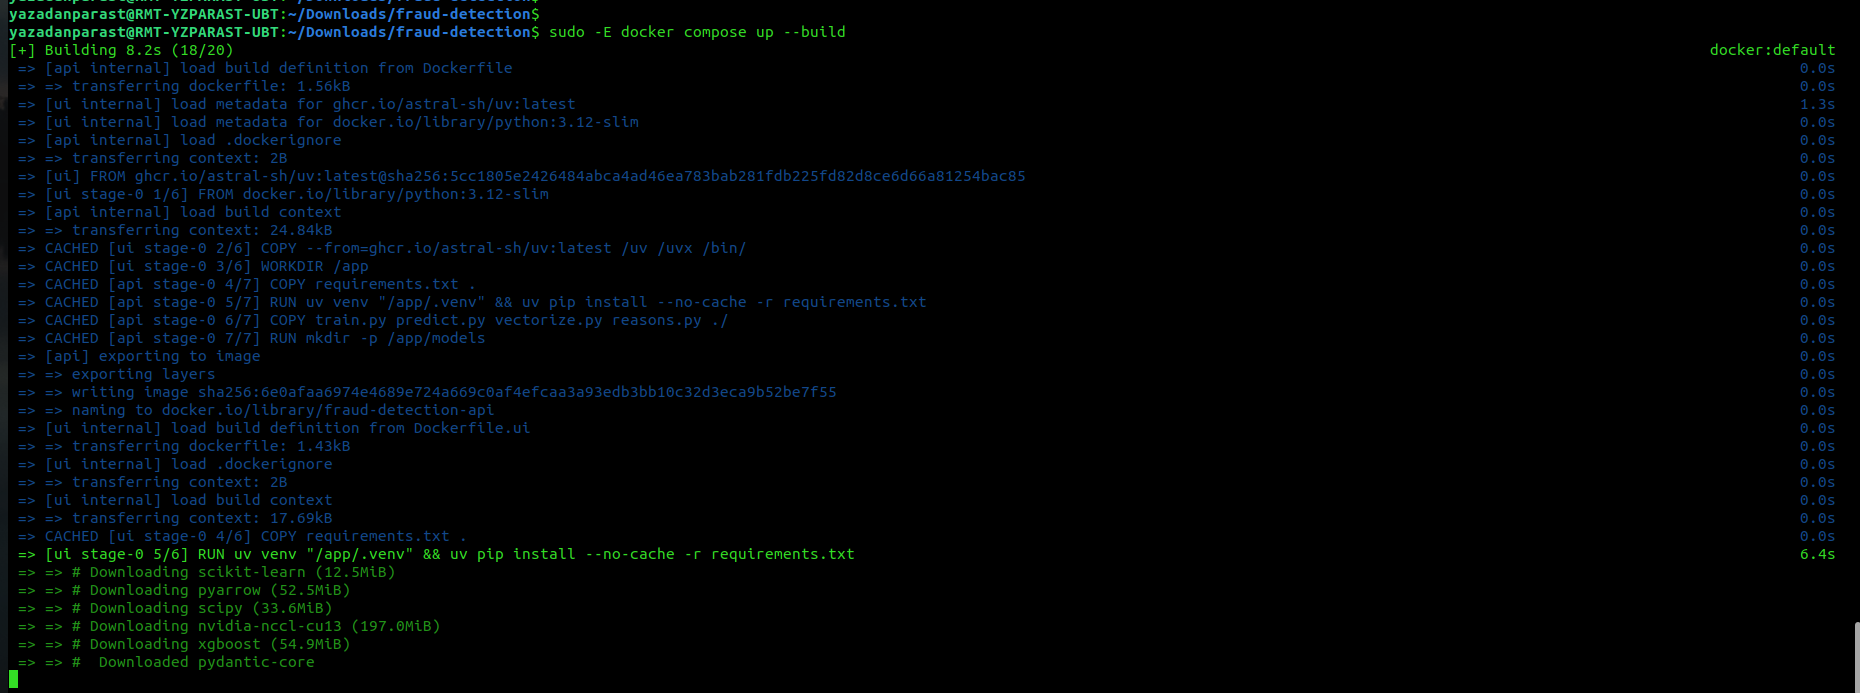 yazadanparast@RMT-YZPARAST-UBT:~/Downloads/fraud-detection$
yazadanparast@RMT-YZPARAST-UBT:~/Downloads/fraud-detection$
yazadanparast@RMT-YZPARAST-UBT:~/Downloads/fraud-detection$ sudo -E docker compose up --build
[+] Building 8.2s (18/20) docker:default
=> [api internal] load build definition from Dockerfile 0.0s
=> => transferring dockerfile: 1.56kB 0.0s
=> [ui internal] load metadata for ghcr.io/astral-sh/uv:latest 1.3s
=> [ui internal] load metadata for docker.io/library/python:3.12-slim 0.0s
=> [api internal] load .dockerignore 0.0s
=> => transferring context: 2B 0.0s
=> [ui] FROM ghcr.io/astral-sh/uv:latest@sha256:5cc1805e2426484abca4ad46ea783bab281fdb225fd82d8ce6d66a81254bac85 0.0s
=> [ui stage-0 1/6] FROM docker.io/library/python:3.12-slim 0.0s
=> [api internal] load build context 0.0s
=> => transferring context: 24.84kB 0.0s
=> CACHED [ui stage-0 2/6] COPY --from=ghcr.io/astral-sh/uv:latest /uv /uvx /bin/ 0.0s
=> CACHED [ui stage-0 3/6] WORKDIR /app 0.0s
=> CACHED [api stage-0 4/7] COPY requirements.txt . 0.0s
=> CACHED [api stage-0 5/7] RUN uv venv "/app/.venv" && uv pip install --no-cache -r requirements.txt 0.0s
=> CACHED [api stage-0 6/7] COPY train.py predict.py vectorize.py reasons.py ./ 0.0s
=> CACHED [api stage-0 7/7] RUN mkdir -p /app/models 0.0s
=> [api] exporting to image 0.0s
=> => exporting layers 0.0s
=> => writing image sha256:6e0afaa6974e4689e724a669c0af4efcaa3a93edb3bb10c32d3eca9b52be7f55 0.0s
=> => naming to docker.io/library/fraud-detection-api 0.0s
=> [ui internal] load build definition from Dockerfile.ui 0.0s
=> => transferring dockerfile: 1.43kB 0.0s
=> [ui internal] load .dockerignore 0.0s
=> => transferring context: 2B 0.0s
=> [ui internal] load build context 0.0s
=> => transferring context: 17.69kB 0.0s
=> CACHED [ui stage-0 4/6] COPY requirements.txt . 0.0s
=> [ui stage-0 5/6] RUN uv venv "/app/.venv" && uv pip install --no-cache -r requirements.txt 6.4s
=> => # Downloading scikit-learn (12.5MiB)
=> => # Downloading pyarrow (52.5MiB)
=> => # Downloading scipy (33.6MiB)
=> => # Downloading nvidia-nccl-cu13 (197.0MiB)
=> => # Downloading xgboost (54.9MiB)
=> => #  Downloaded pydantic-core